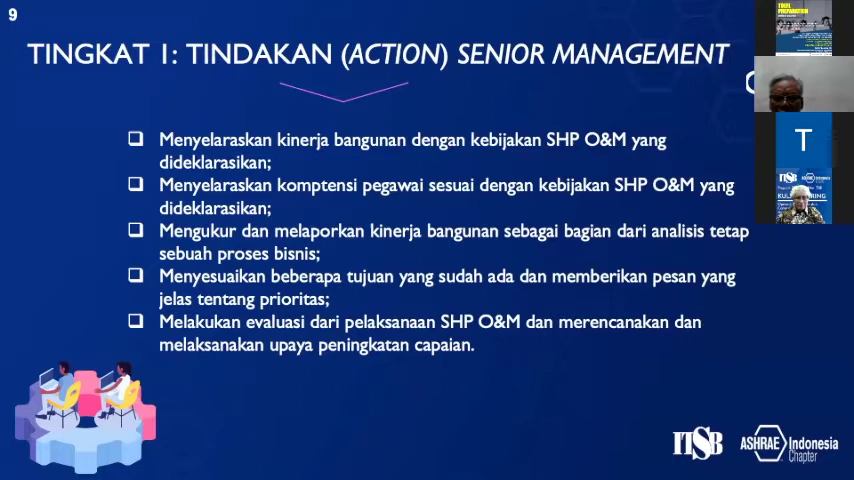 9
TINGKAT 1: TINDAKAN (ACTION) SENIOR MANAGEMENT
Menyelaraskan kinerja bangunan dengan kebijakan SHP O&M yang
dideklarasikan;
Menyelaraskan komptensi pegawai sesuai dengan kebijakan SHP O&M yang
dideklarasikan;
Mengukur dan melaporkan kinerja bangunan sebagai bagian dari analisis tetap
sebuah proses bisnis;
Menyesuaikan beberapa tujuan yang sudah ada dan memberikan pesan yang
jelas tentang prioritas;
Melakukan evaluasi dari pelaksanaan SHP O&M dan merencanakan dan
melaksanakan upaya peningkatan capaian.
TOEFL
PREPARATION
T
ITSB
ASHRAE Indonesia
Chapter